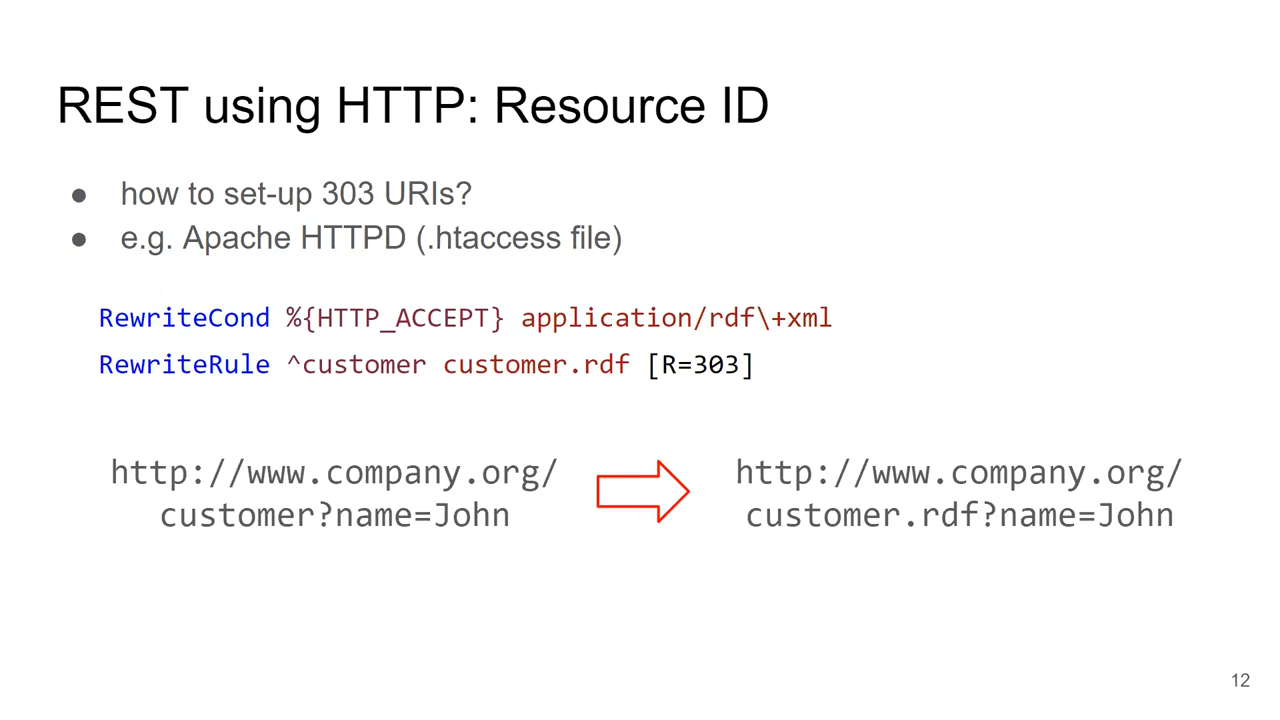 REST using HTTP: Resource ID
● how to set-up 303 URIs?
● e.g. Apache HTTPD (.htaccess file)
RewriteCond %{HTTP_ACCEPT} application/rdf\+xml
RewriteRule ^customer customer.rdf [R=303]
http://www.company.org/
customer?name=John
http://www.company.org/
customer.rdf?name=John
12